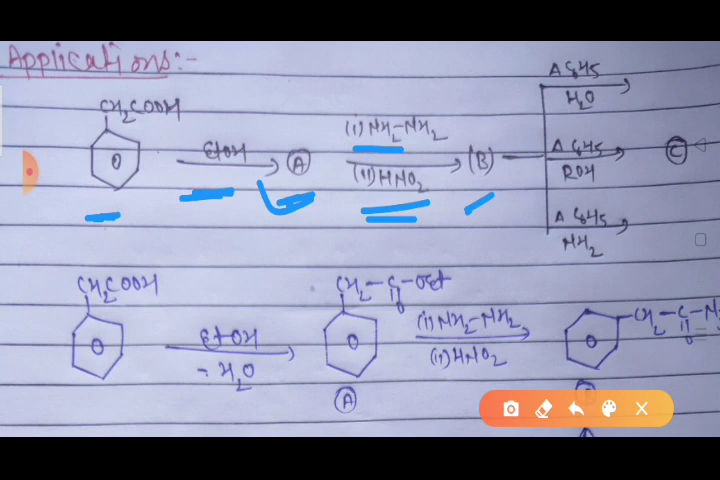 Applications:-
CH₂COOH
EtOH
(A)
(i) NH₂-NH₂
(ii) HNO₂
(B)
Δ C₆H₅
H₂O
Δ C₆H₅
ROH
Δ C₆H₅
NH₂
(C)
CH₂COOH
EtOH
-H₂O
CH₂-C-OEt
O
(A)
(i) NH₂-NH₂
(ii) HNO₂
CH₂-C-N
O